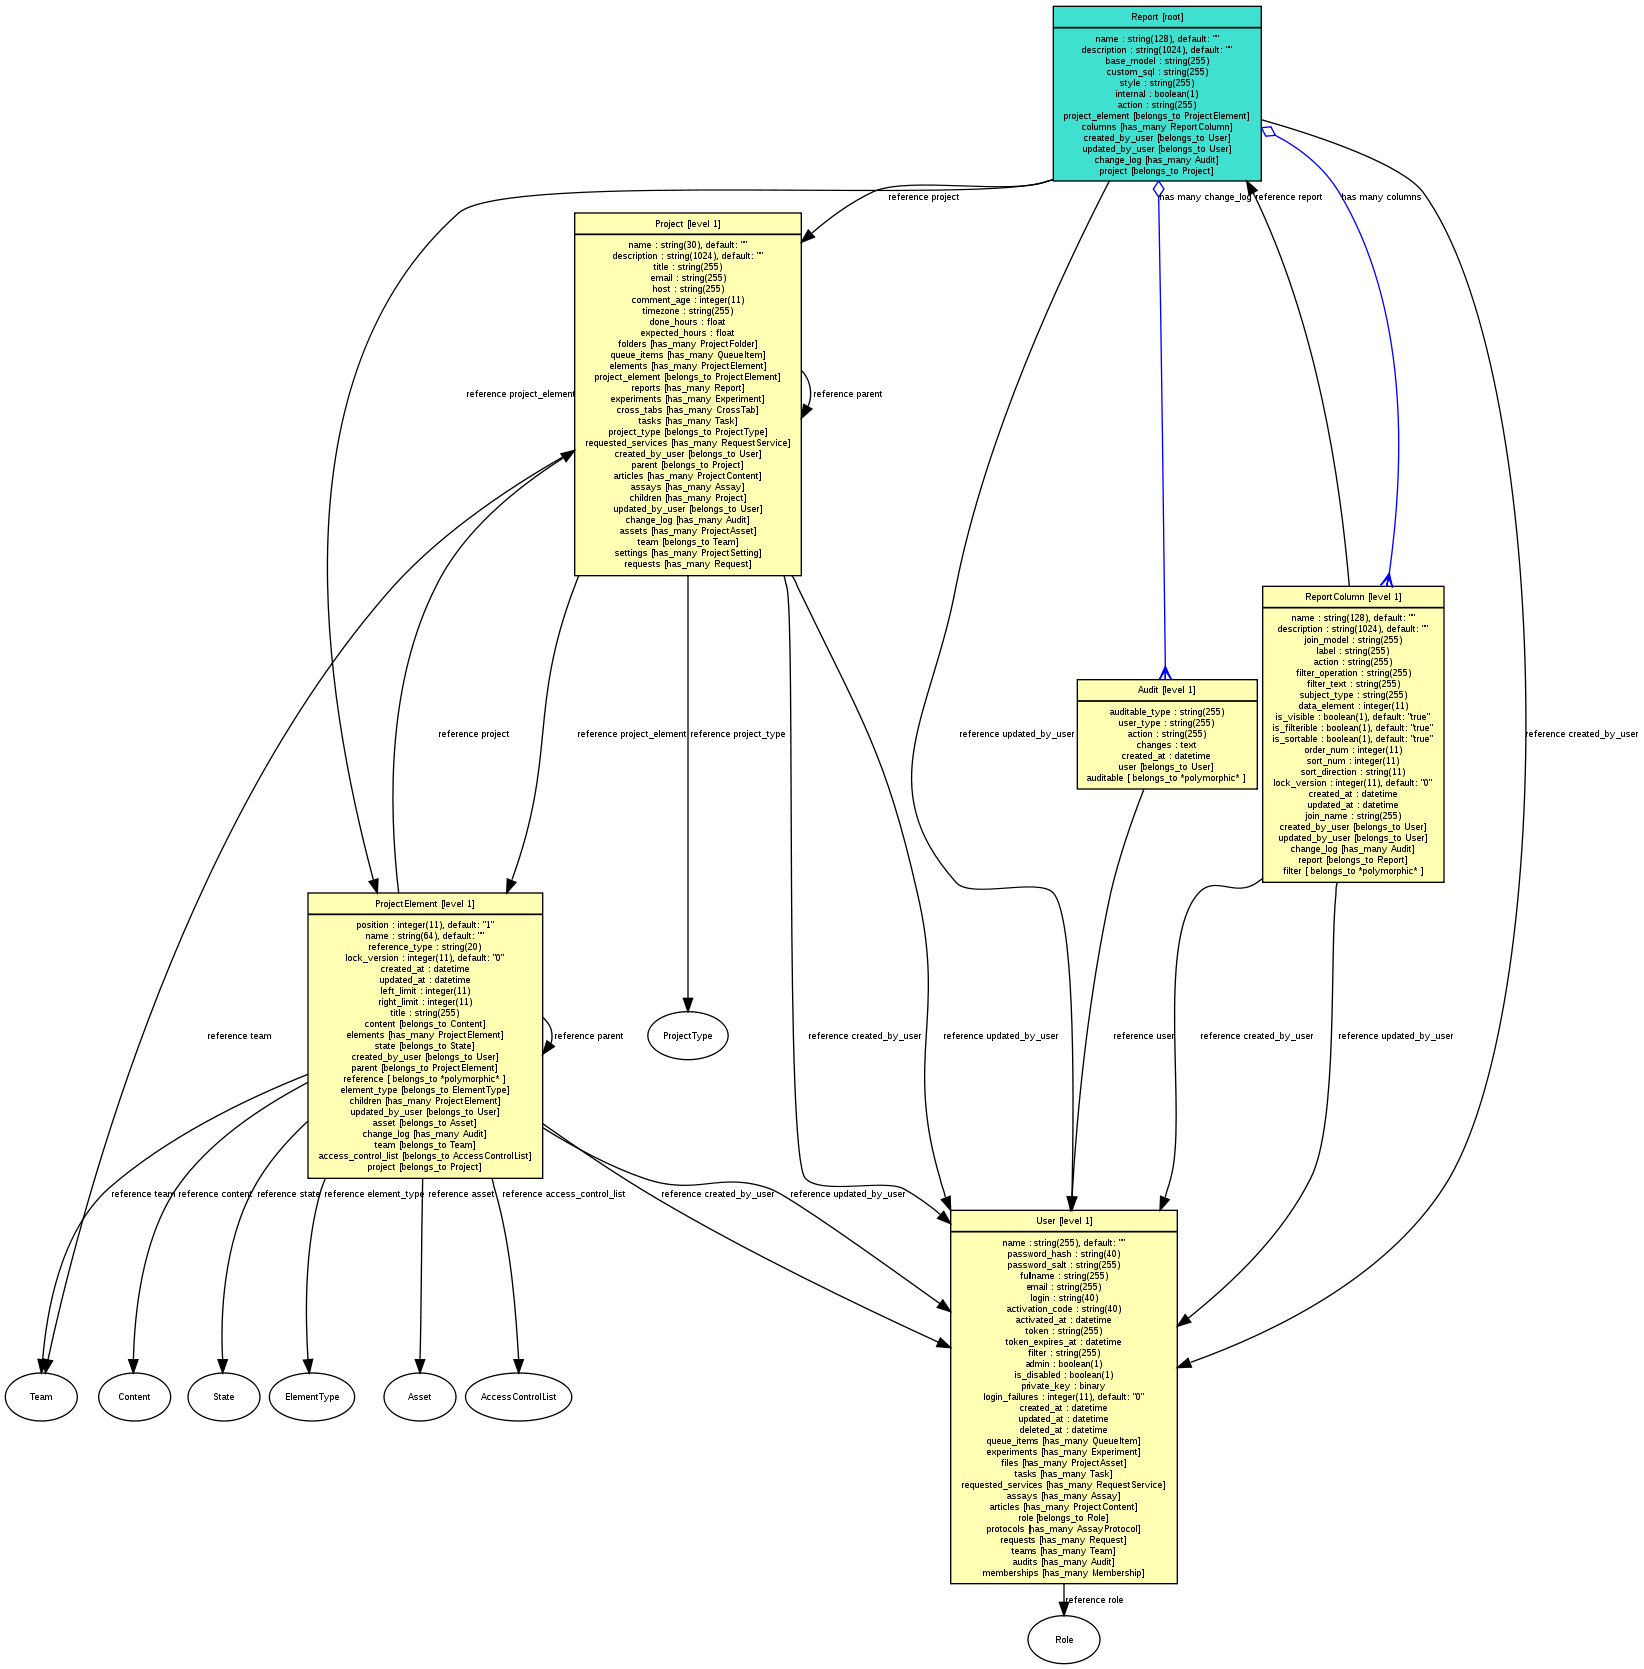 Report [root]
name : string(128), default: ""
description : string(1024), default: ""
base_model : string(255)
custom_sql : string(255)
style : string(255)
internal : boolean(1)
action : string(255)
project_element [belongs_to ProjectElement]
columns [has_many ReportColumn]
created_by_user [belongs_to User]
updated_by_user [belongs_to User]
change_log [has_many Audit]
project [belongs_to Project]
reference project
has many change_log
reference report
has many columns
Project [level 1]
name : string(30), default: ""
description : string(1024), default: ""
title : string(255)
email : string(255)
host : string(255)
comment_age : integer(11)
timezone : string(255)
done_hours : float
expected_hours : float
folders [has_many ProjectFolder]
queue_items [has_many QueueItem]
elements [has_many ProjectElement]
project_element [belongs_to ProjectElement]
reports [has_many Report]
experiments [has_many Experiment]
cross_tabs [has_many CrossTab]
tasks [has_many Task]
project_type [belongs_to ProjectType]
requested_services [has_many RequestService]
created_by_user [belongs_to User]
parent [belongs_to Project]
articles [has_many ProjectContent]
assays [has_many Assay]
children [has_many Project]
updated_by_user [belongs_to User]
change_log [has_many Audit]
assets [has_many ProjectAsset]
team [belongs_to Team]
settings [has_many ProjectSetting]
requests [has_many Request]
reference project_element
reference parent
ReportColumn [level 1]
name : string(128), default: ""
description : string(1024), default: ""
join_model : string(255)
label : string(255)
action : string(255)
filter_operation : string(255)
filter_text : string(255)
subject_type : string(255)
data_element : integer(11)
is_visible : boolean(1), default: "true"
is_filterible : boolean(1), default: "true"
is_sortable : boolean(1), default: "true"
order_num : integer(11)
sort_num : integer(11)
sort_direction : string(11)
lock_version : integer(11), default: "0"
created_at : datetime
updated_at : datetime
join_name : string(255)
created_by_user [belongs_to User]
updated_by_user [belongs_to User]
change_log [has_many Audit]
report [belongs_to Report]
filter [ belongs_to *polymorphic* ]
Audit [level 1]
auditable_type : string(255)
user_type : string(255)
action : string(255)
changes : text
created_at : datetime
user [belongs_to User]
auditable [ belongs_to *polymorphic* ]
reference project
reference project_element
reference project_type
reference updated_by_user
reference created_by_user
ProjectElement [level 1]
position : integer(11), default: "1"
name : string(64), default: ""
reference_type : string(20)
lock_version : integer(11), default: "0"
created_at : datetime
updated_at : datetime
left_limit : integer(11)
right_limit : integer(11)
title : string(255)
content [belongs_to Content]
elements [has_many ProjectElement]
state [belongs_to State]
created_by_user [belongs_to User]
parent [belongs_to ProjectElement]
reference [ belongs_to *polymorphic* ]
element_type [belongs_to ElementType]
children [has_many ProjectElement]
updated_by_user [belongs_to User]
asset [belongs_to Asset]
change_log [has_many Audit]
team [belongs_to Team]
access_control_list [belongs_to AccessControlList]
project [belongs_to Project]
reference team
reference parent
ProjectType
reference created_by_user
reference updated_by_user
reference user
reference created_by_user
reference updated_by_user
reference team
reference content
reference state
reference element_type
reference asset
reference access_control_list
reference created_by_user
reference updated_by_user
User [level 1]
name : string(255), default: ""
password_hash : string(40)
password_salt : string(255)
fullname : string(255)
email : string(255)
login : string(40)
activation_code : string(40)
activated_at : datetime
token : string(255)
token_expires_at : datetime
filter : string(255)
admin : boolean(1)
is_disabled : boolean(1)
private_key : binary
login_failures : integer(11), default: "0"
created_at : datetime
updated_at : datetime
deleted_at : datetime
queue_items [has_many QueueItem]
experiments [has_many Experiment]
files [has_many ProjectAsset]
tasks [has_many Task]
requested_services [has_many RequestService]
assays [has_many Assay]
articles [has_many ProjectContent]
role [belongs_to Role]
protocols [has_many AssayProtocol]
requests [has_many Request]
teams [has_many Team]
audits [has_many Audit]
memberships [has_many Membership]
Team
Content
State
ElementType
Asset
AccessControlList
reference role
Role